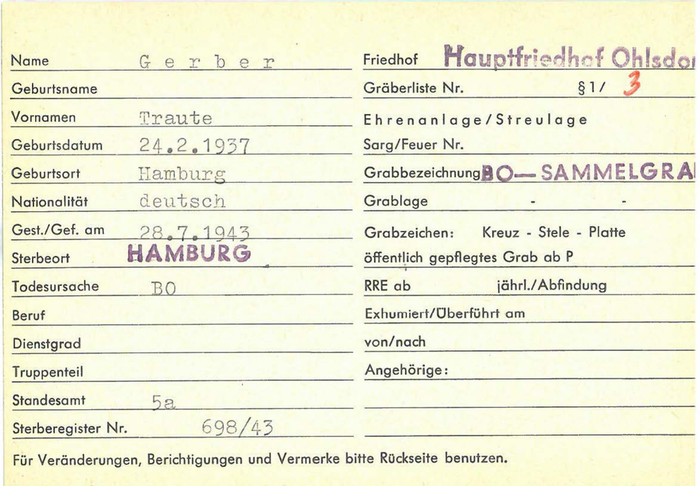 Name Gerber
Geburtsname
Vornamen Traute
Geburtsdatum 24.2.1937
Geburtsort Hamburg
Nationalität deutsch
Gest./Gef. am 28.7.1943
Sterbeort HAMBURG
Todesursache BO
Beruf
Dienstgrad
Truppenteil
Standesamt 5a
Sterberegister Nr. 698/43
Friedhof Hauptfriedhof Ohlsdor
Gräberliste Nr. §1/ 3
Ehrenanlage/Streulage
Sarg/Feuer Nr.
Grabbezeichnung BO-SAMMELGRA
Grablage - -
Grabzeichen: Kreuz - Stele - Platte
öffentlich gepflegtes Grab ab P
RRE ab jährl./Abfindung
Exhumiert/Überführt am
von/nach
Angehörige:
Für Veränderungen, Berichtigungen und Vermerke bitte Rückseite benutzen.